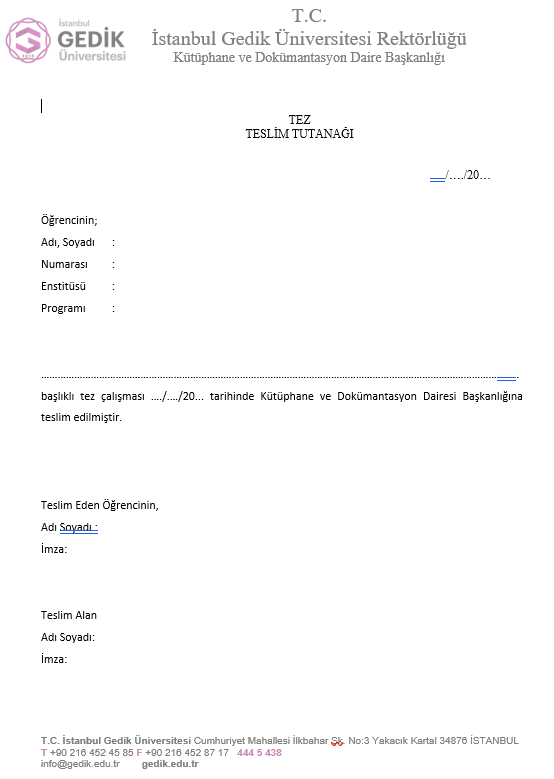 İstanbul
GEDİK
Üniversitesi
T.C.
İstanbul Gedik Üniversitesi Rektörlüğü
Kütüphane ve Dokümantasyon Daire Başkanlığı
TEZ
TESLİM TUTANAĞI
…./…./20…
Öğrencinin;
Adı, Soyadı :
Numarası :
Enstitüsü :
Programı :
........................................................................................................................................................................
başlıklı tez çalışması …./…./20… tarihinde Kütüphane ve Dokümantasyon Dairesi Başkanlığına
teslim edilmiştir.
Teslim Eden Öğrencinin,
Adı Soyadı :
İmza:
Teslim Alan
Adı Soyadı:
İmza:
T.C. İstanbul Gedik Üniversitesi Cumhuriyet Mahallesi İlkbahar Sk. No:3 Yakacık Kartal 34876 İSTANBUL
T +90 216 452 45 85 F +90 216 452 87 17 444 5 438
info@gedik.edu.tr gedik.edu.tr